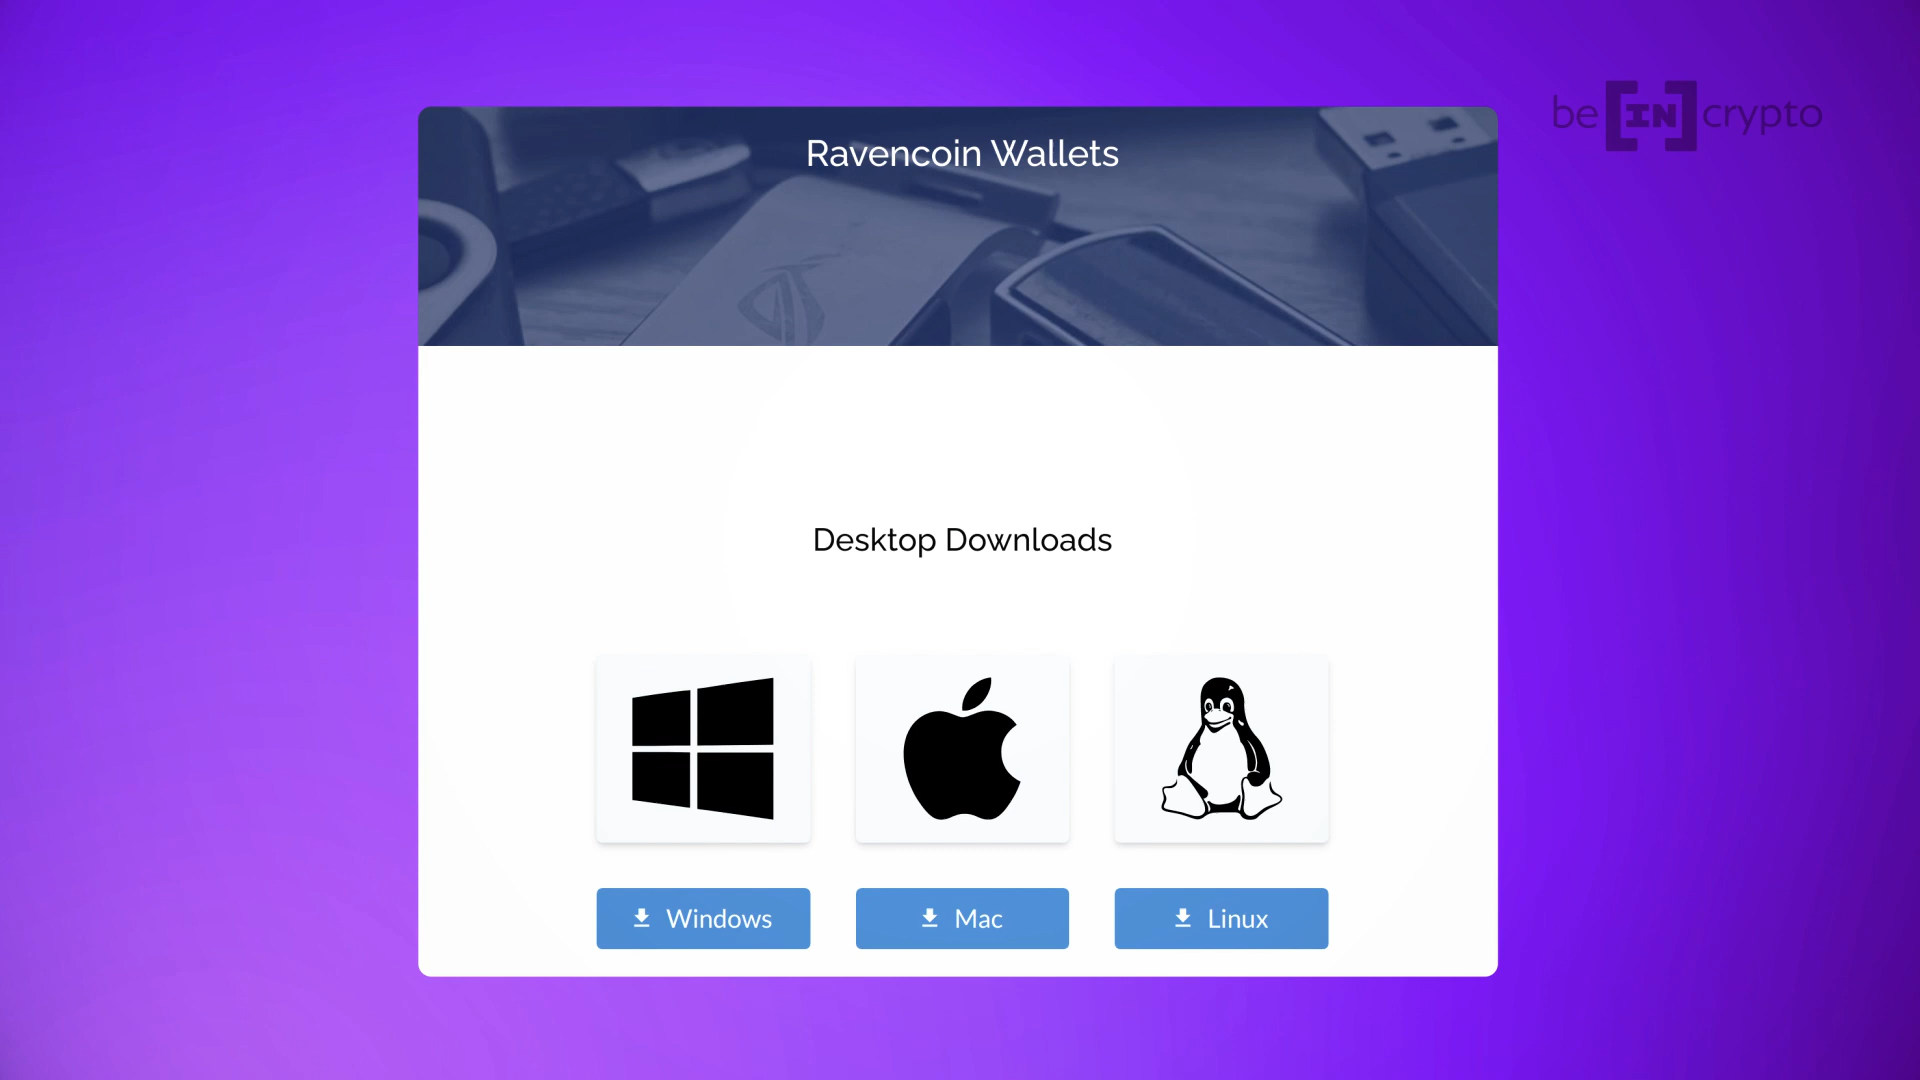 be [IN] crypto
Ravencoin Wallets
Desktop Downloads
Windows
Mac
Linux